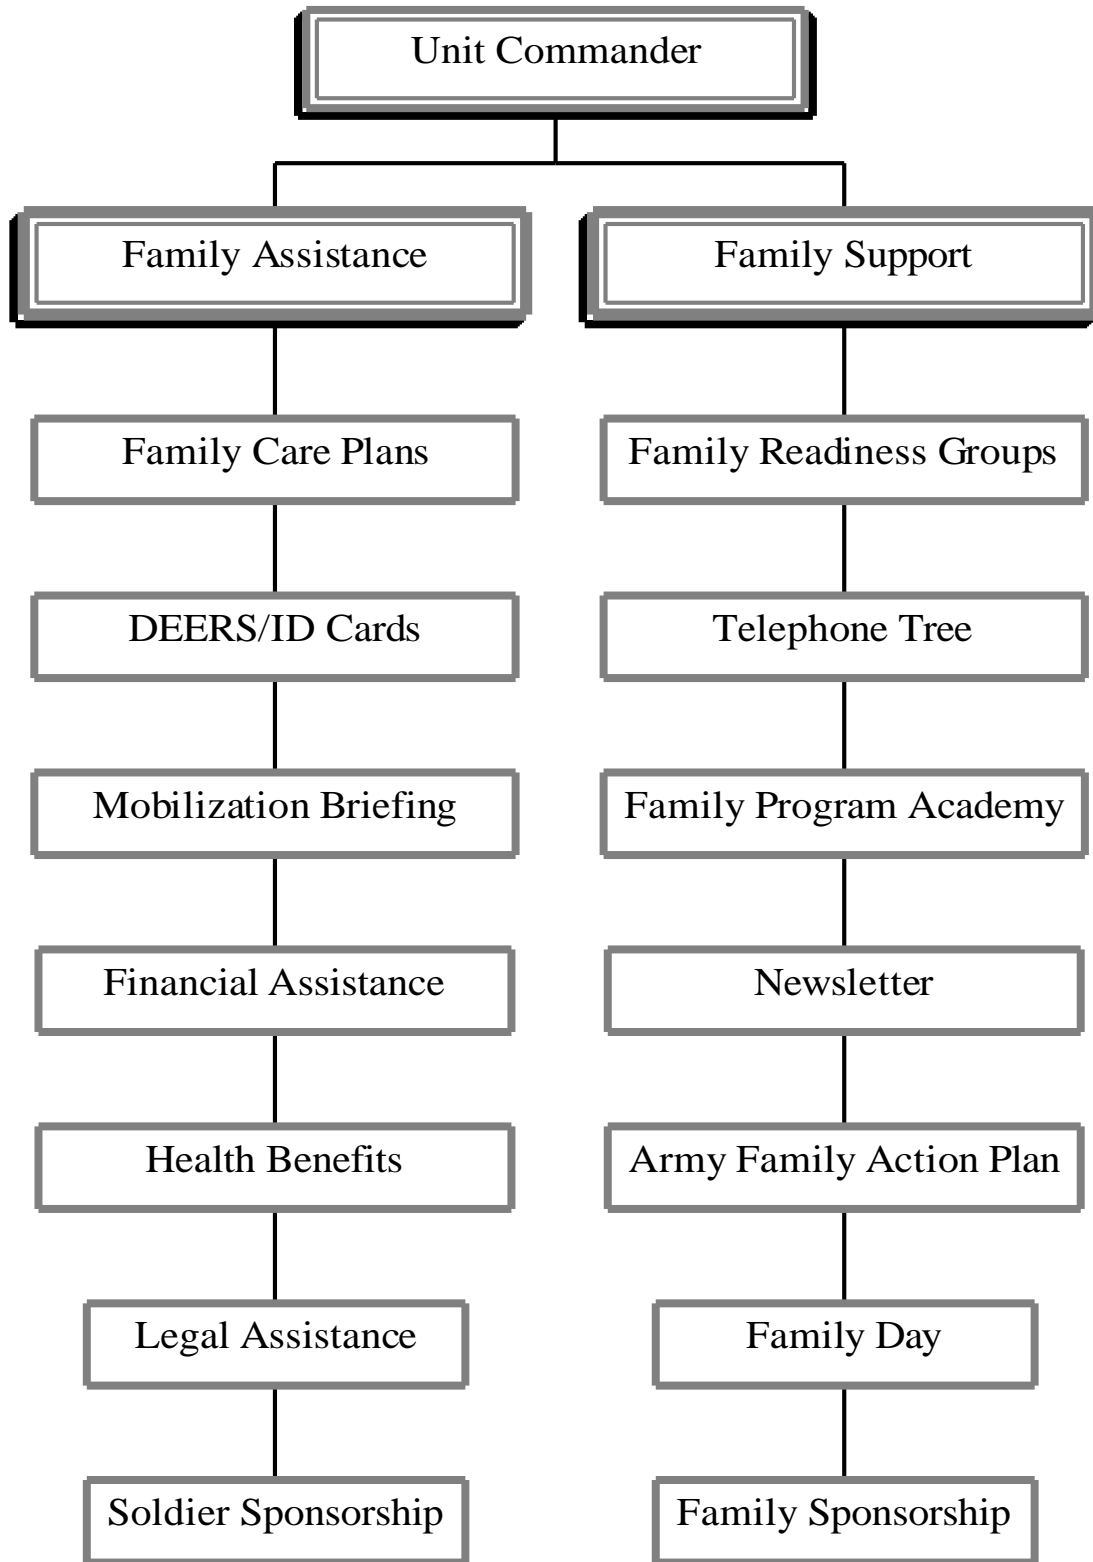 Unit Commander
Family Assistance
Family Support
Family Care Plans
Family Readiness Groups
DEERS/ID Cards
Telephone Tree
Mobilization Briefing
Family Program Academy
Financial Assistance
Newsletter
Health Benefits
Army Family Action Plan
Legal Assistance
Family Day
Soldier Sponsorship
Family Sponsorship